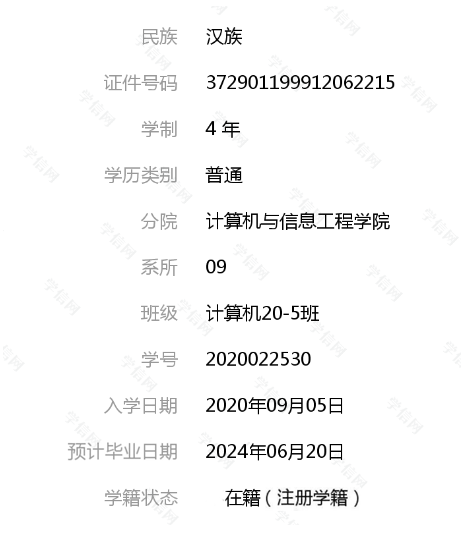 民族 汉族
证件号码 372901199912062215
学制 4 年
学历类别 普通
分院 计算机与信息工程学院
系所 09
班级 计算机20-5班
学号 2020022530
入学日期 2020年09月05日
预计毕业日期 2024年06月20日
学籍状态 在籍（注册学籍）